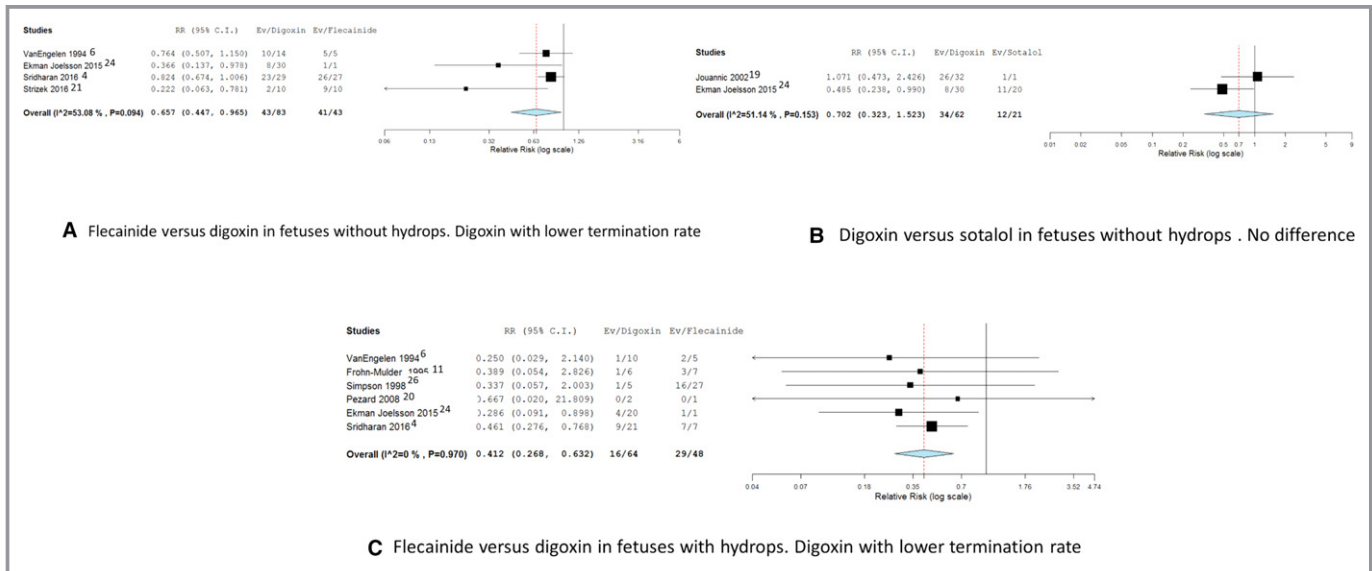 Studies RR (95% C.I.) Ev/Digoxin Ev/Flecainide
VanEngelen 1994 6 0.764 (0.507, 1.150) 10/14 5/5
Ekman Joelsson 2015 24 0.366 (0.137, 0.978) 8/30 1/1
Sridharan 2016 4 0.824 (0.674, 1.006) 23/29 26/27
Strizek 2016 21 0.222 (0.063, 0.781) 2/10 9/10
Overall (I^2=53.08 % , P=0.094) 0.657 (0.447, 0.965) 43/83 41/43
0.06 0.13 0.32 0.63 1.26 3.16 6
Relative Risk (log scale)
A Flecainide versus digoxin in fetuses without hydrops. Digoxin with lower termination rate
Studies RR (95% C.I.) Ev/Digoxin Ev/Sotalol
Jouannic 2002 19 1.071 (0.473, 2.426) 26/32 1/1
Ekman Joelsson 2015 24 0.485 (0.238, 0.990) 8/30 11/20
Overall (I^2=51.14 % , P=0.153) 0.702 (0.323, 1.523) 34/62 12/21
0.01 0.02 0.05 0.1 0.2 0.5 0.7 1 2 5 9
Relative Risk (log scale)
B Digoxin versus sotalol in fetuses without hydrops . No difference
Studies RR (95% C.I.) Ev/Digoxin Ev/Flecainide
VanEngelen 1994 6 0.250 (0.029, 2.140) 1/10 2/5
Frohn-Mulder 1995 11 0.389 (0.054, 2.826) 1/6 3/7
Simpson 1998 26 0.337 (0.057, 2.003) 1/5 16/27
Pezard 2008 20 0.667 (0.020, 21.809) 0/2 0/1
Ekman Joelsson 2015 24 0.286 (0.091, 0.898) 4/20 1/1
Sridharan 2016 4 0.461 (0.276, 0.768) 9/21 7/7
Overall (I^2=0 % , P=0.970) 0.412 (0.268, 0.632) 16/64 29/48
0.04 0.07 0.18 0.35 0.7 1.76 3.52 4.74
Relative Risk (log scale)
C Flecainide versus digoxin in fetuses with hydrops. Digoxin with lower termination rate